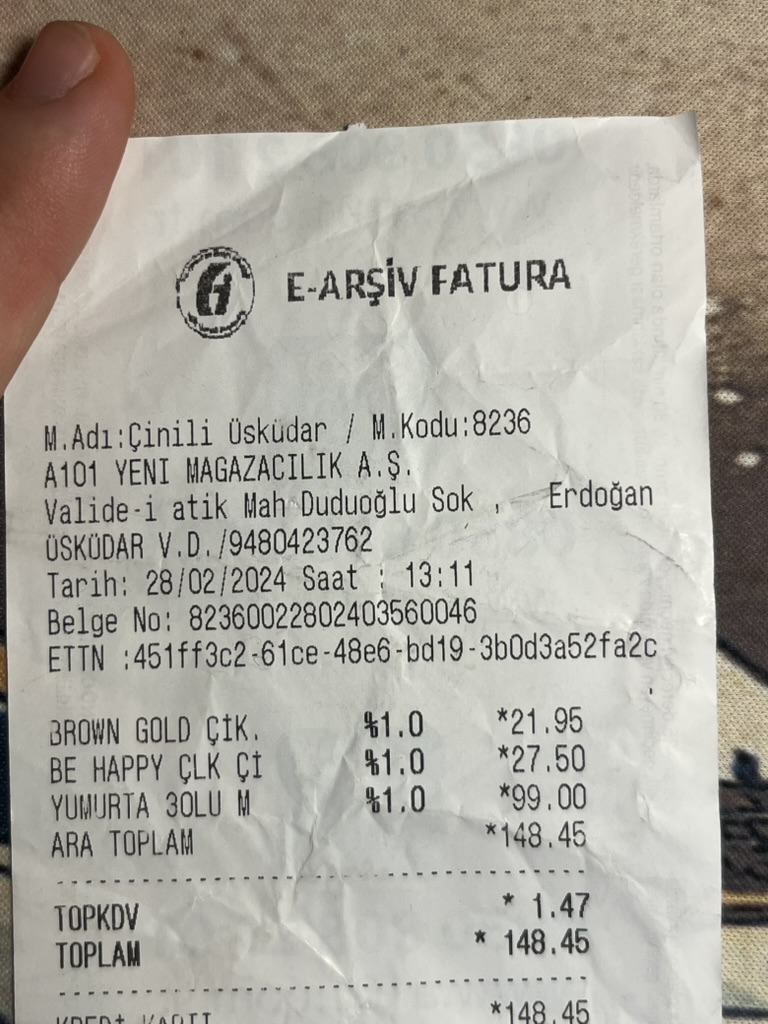 E-ARŞİV FATURA
M.Adı:Çinili Üsküdar / M.Kodu:8236
A101 YENI MAGAZACILIK A.Ş.
Valide-i atik Mah Duduoğlu Sok , Erdoğan
ÜSKÜDAR V.D./9480423762
Tarih: 28/02/2024 Saat : 13:11
Belge No: 82360022802403560046
ETTN :451ff3c2-61ce-48e6-bd19-3b0d3a52fa2c
BROWN GOLD ÇİK. %1.0 *21.95
BE HAPPY ÇLK Çİ %1.0 *27.50
YUMURTA 30LU M %1.0 *99.00
ARA TOPLAM *148.45
TOPKDV * 1.47
TOPLAM * 148.45
KREDİ KARTI *148.45